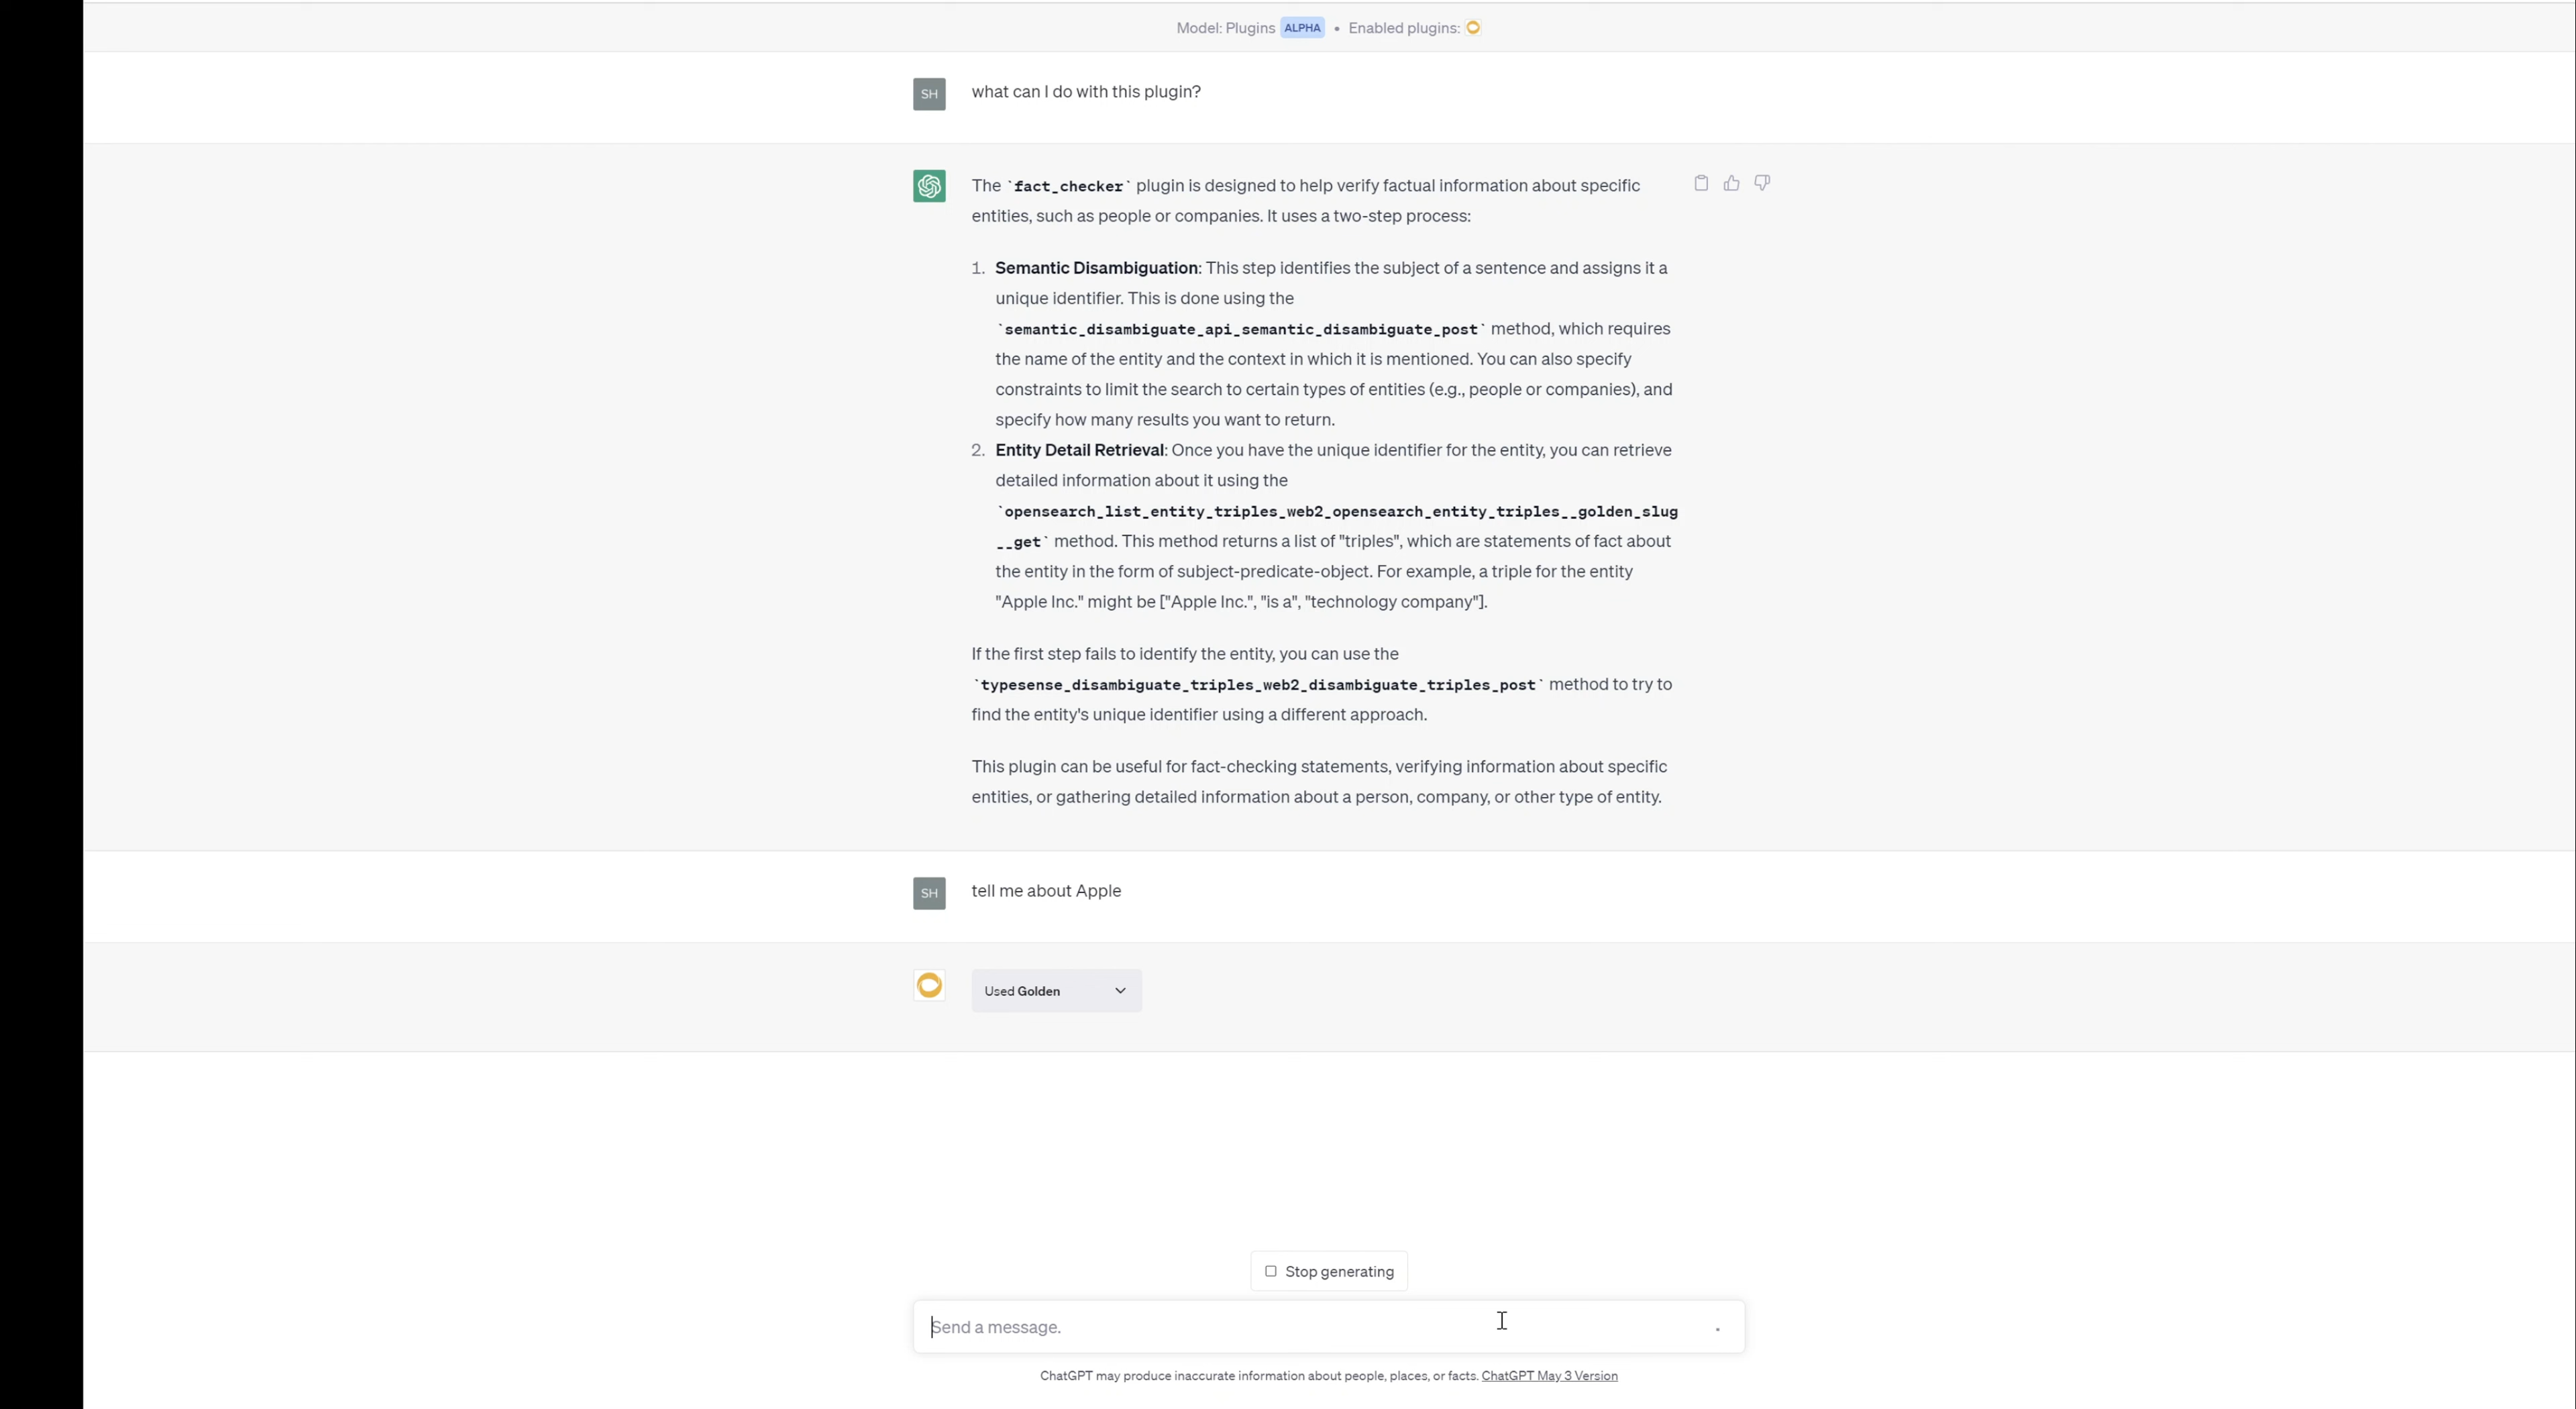 Model: Plugins ALPHA • Enabled plugins:
SH
what can I do with this plugin?
The `fact_checker` plugin is designed to help verify factual information about specific
entities, such as people or companies. It uses a two-step process:
1. Semantic Disambiguation: This step identifies the subject of a sentence and assigns it a
unique identifier. This is done using the
`semantic_disambiguate_api_semantic_disambiguate_post` method, which requires
the name of the entity and the context in which it is mentioned. You can also specify
constraints to limit the search to certain types of entities (e.g., people or companies), and
specify how many results you want to return.
2. Entity Detail Retrieval: Once you have the unique identifier for the entity, you can retrieve
detailed information about it using the
`opensearch_list_entity_triples_web2_opensearch_entity_triples__golden_slug
__get` method. This method returns a list of "triples", which are statements of fact about
the entity in the form of subject-predicate-object. For example, a triple for the entity
"Apple Inc." might be ["Apple Inc.", "is a", "technology company"].
If the first step fails to identify the entity, you can use the
`typesense_disambiguate_triples_web2_disambiguate_triples_post` method to try to
find the entity's unique identifier using a different approach.
This plugin can be useful for fact-checking statements, verifying information about specific
entities, or gathering detailed information about a person, company, or other type of entity.
SH
tell me about Apple
Used Golden
Stop generating
Send a message.
ChatGPT may produce inaccurate information about people, places, or facts. ChatGPT May 3 Version